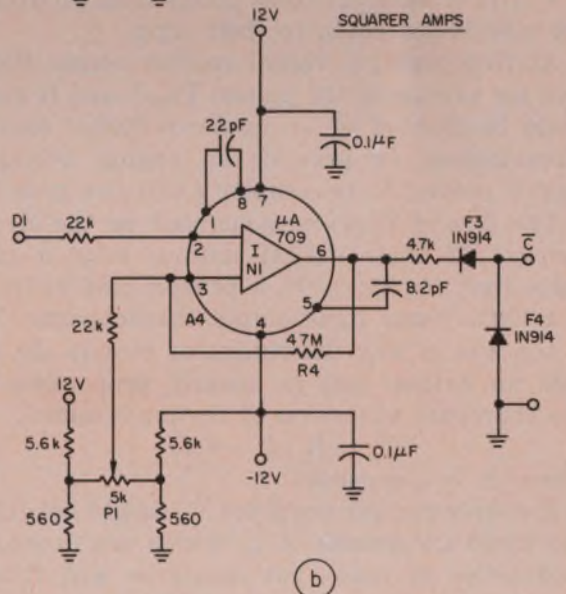 SQUARER AMPS
12V
22pF
0.1µF
1
8
7
µA
709
D1
22k
2
I
N1
6
4.7k
F3
1N914
C̅
3
5
8.2pF
A4
4
F4
1N914
22k
47M
R4
12V
5.6k
5.6k
5k
P1
-12V
0.1µF
560
560
b